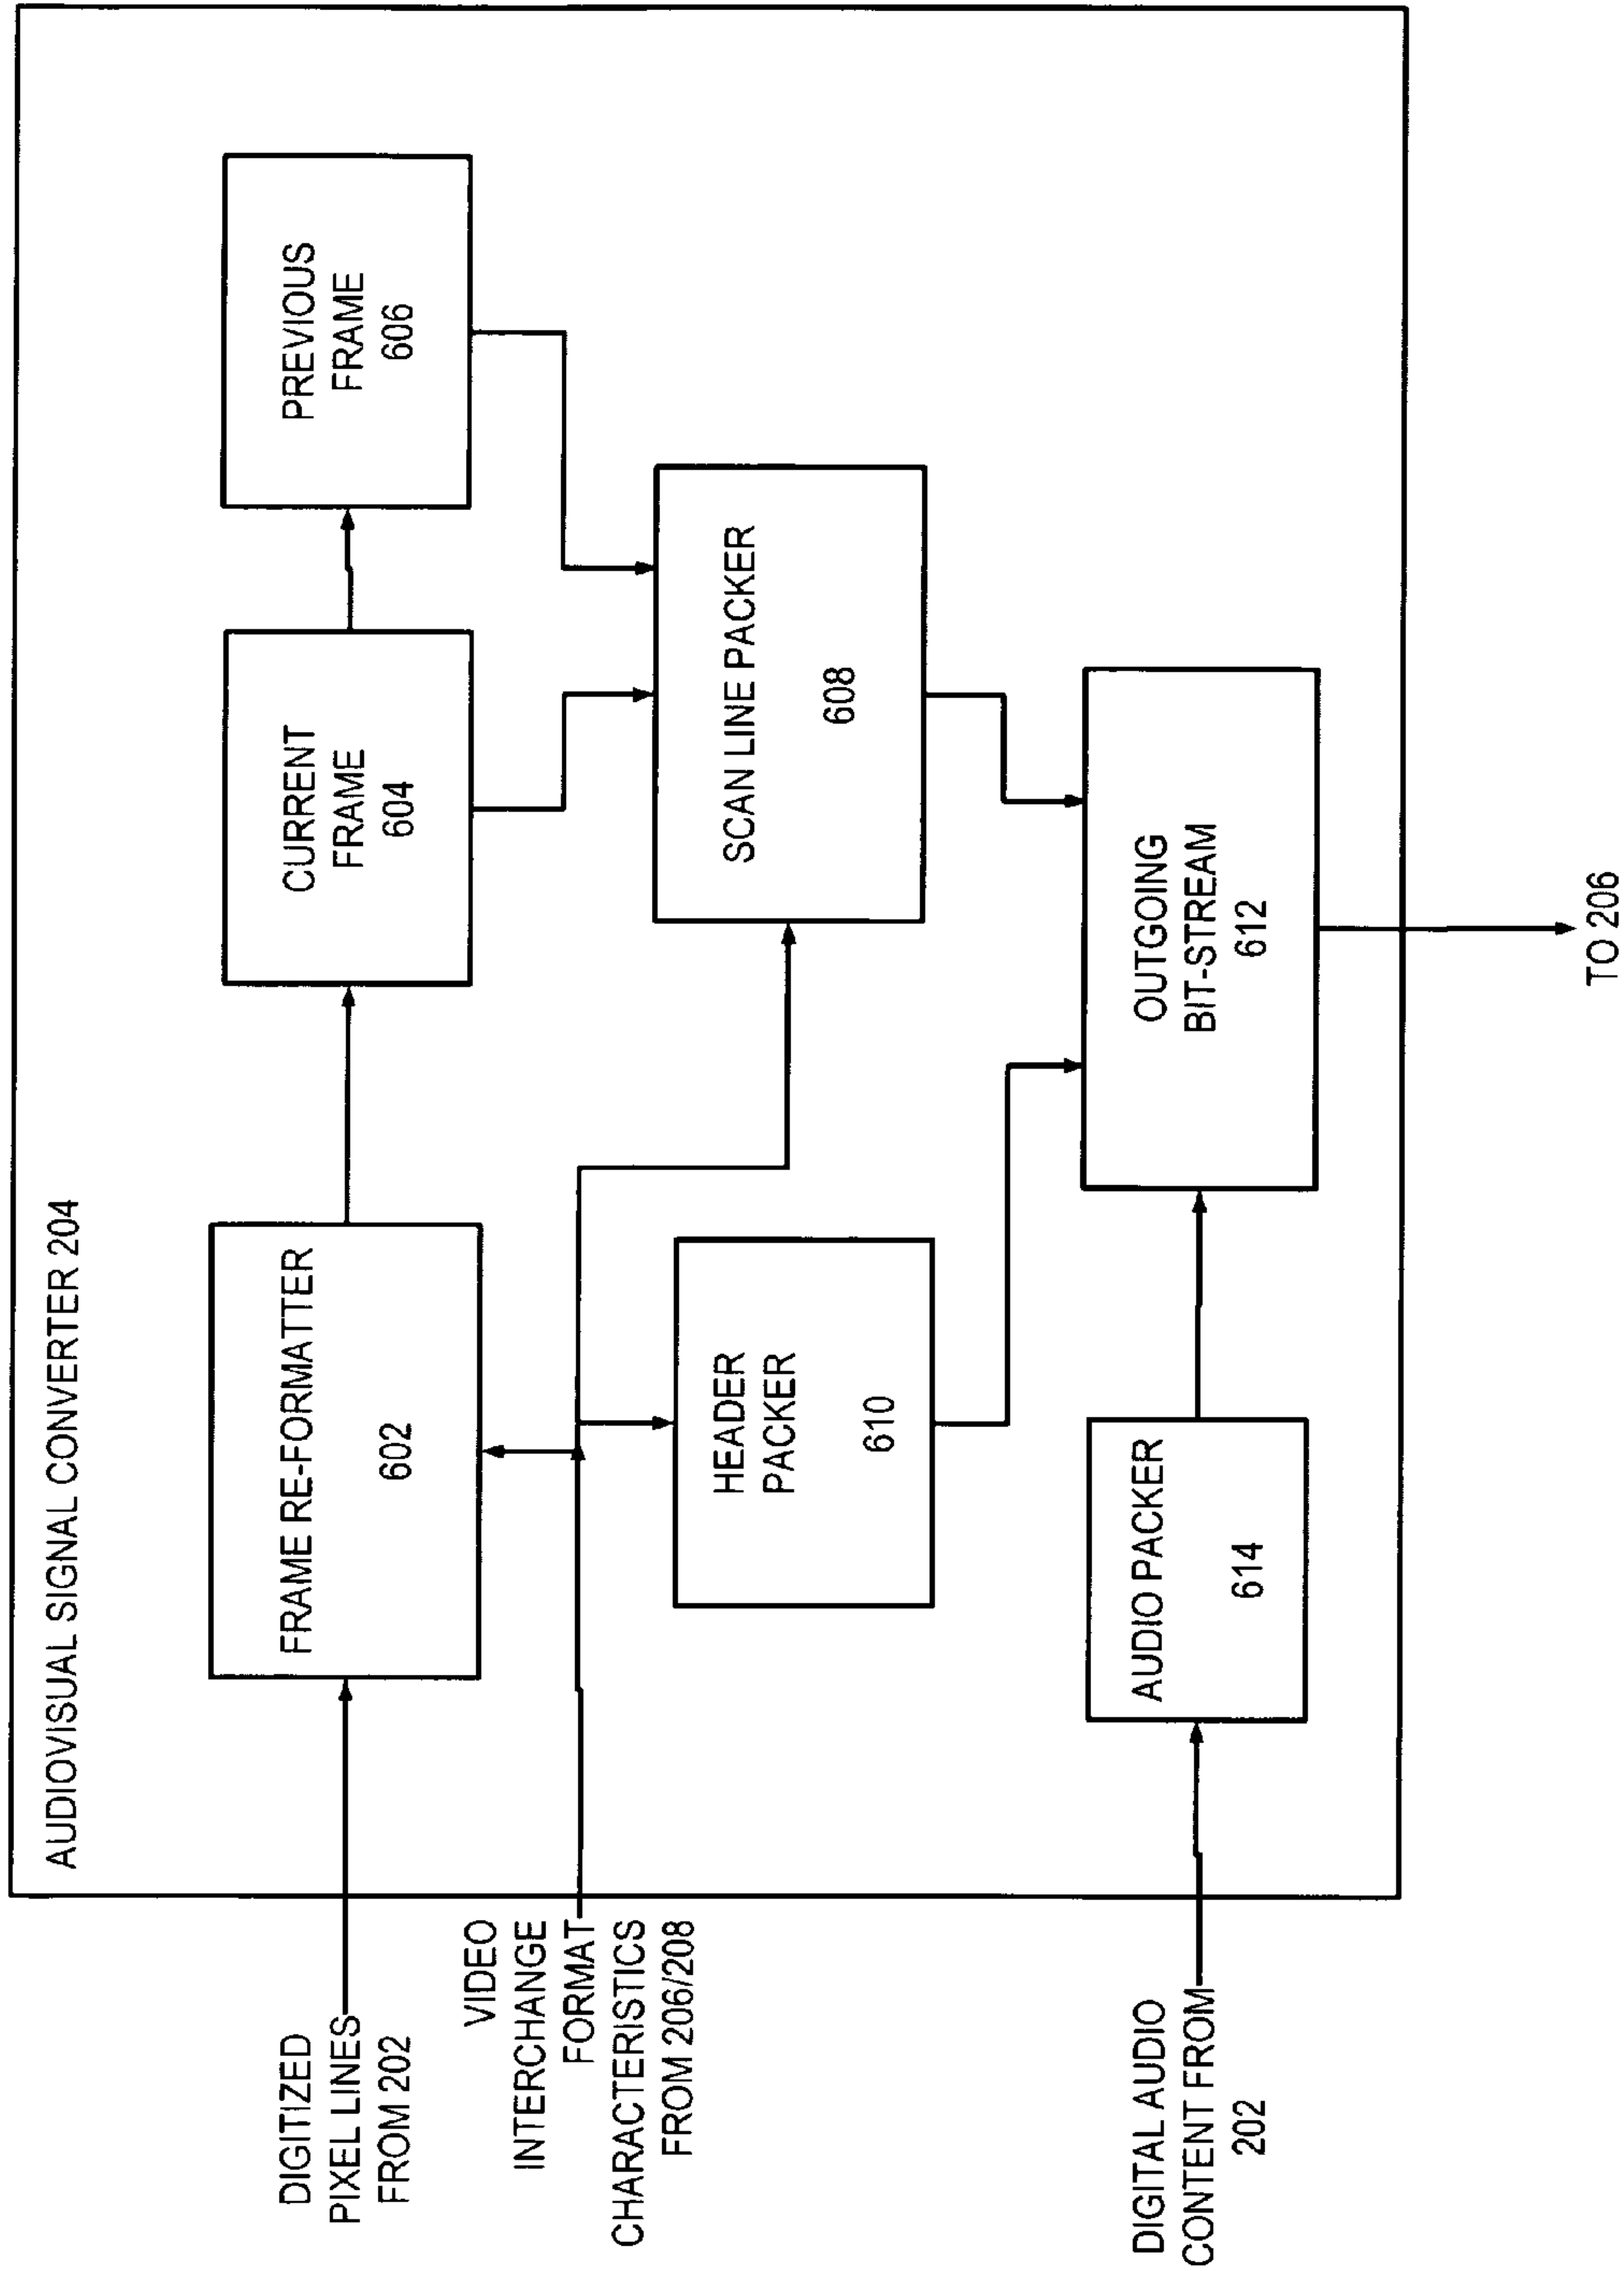 AUDIOVISUAL SIGNAL CONVERTER 204
DIGITIZED
PIXEL LINES
FROM 202
FRAME RE-FORMATTER
602
CURRENT
FRAME
604
PREVIOUS
FRAME
606
VIDEO
INTERCHANGE
FORMAT
CHARACTERISTICS
FROM 206/208
HEADER
PACKER
610
SCAN LINE PACKER
608
DIGITAL AUDIO
CONTENT FROM
202
AUDIO PACKER
614
OUTGOING
BIT-STREAM
612
TO 206